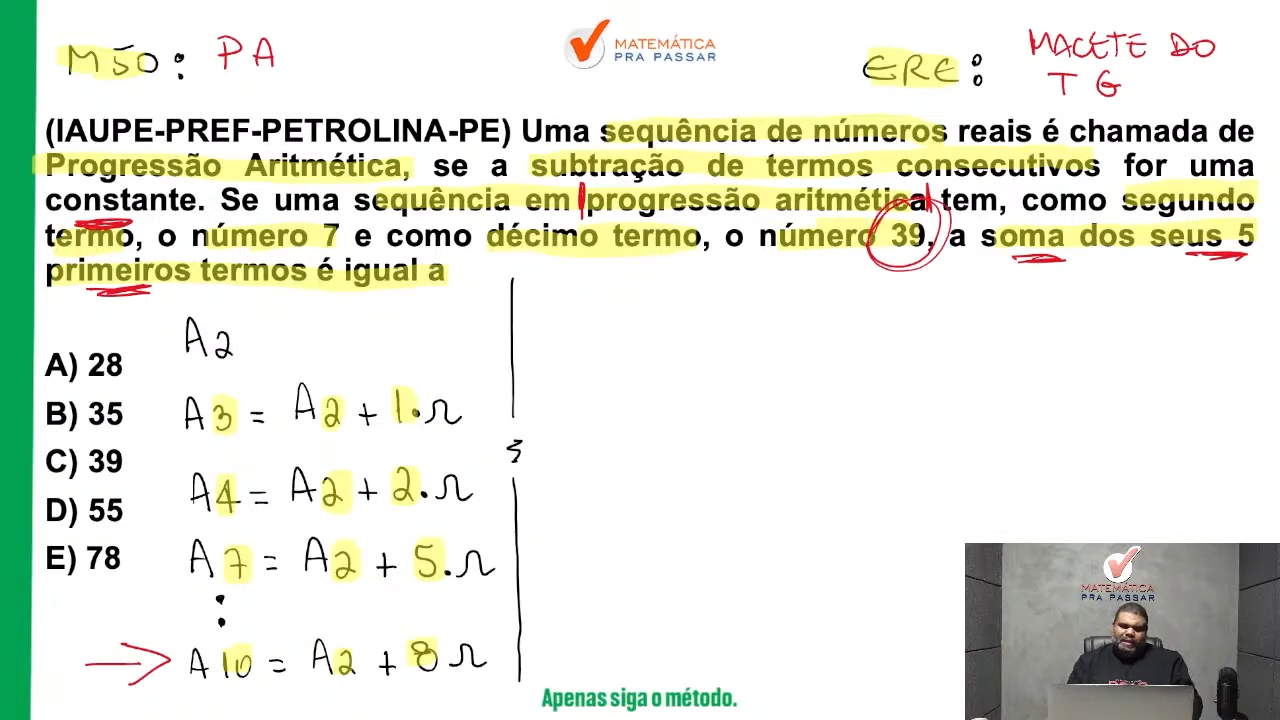 M50: PA
MATEMÁTICA
PRA PASSAR
ERE: MACETE DO
TG
(IAUPE-PREF-PETROLINA-PE) Uma sequência de números reais é chamada de
Progressão Aritmética, se a subtração de termos consecutivos for uma
constante. Se uma sequência em progressão aritmética tem, como segundo
termo, o número 7 e como décimo termo, o número 39, a soma dos seus 5
primeiros termos é igual a
A) 28
B) 35
C) 39
D) 55
E) 78
A2
A3 = A2 + 1.r
A4 = A2 + 2.r
A7 = A2 + 5.r
A10 = A2 + 8r
MATEMÁTICA
PRA PASSAR
Apenas siga o método.